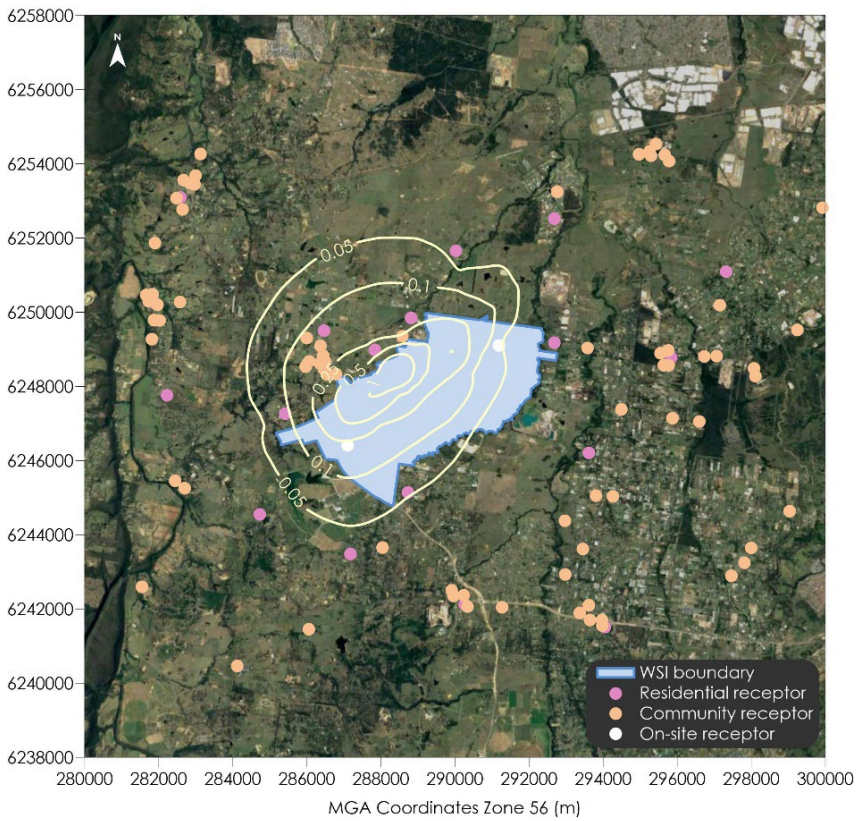 6258000
N
6256000
6254000
6252000
0.05
6250000
0.1
6248000
0.25
0.5
1
6246000
0.1
0.05
6244000
6242000
6240000
WSI boundary
Residential receptor
Community receptor
On-site receptor
6238000
280000 282000 284000 286000 288000 290000 292000 294000 296000 298000 300000
MGA Coordinates Zone 56 (m)